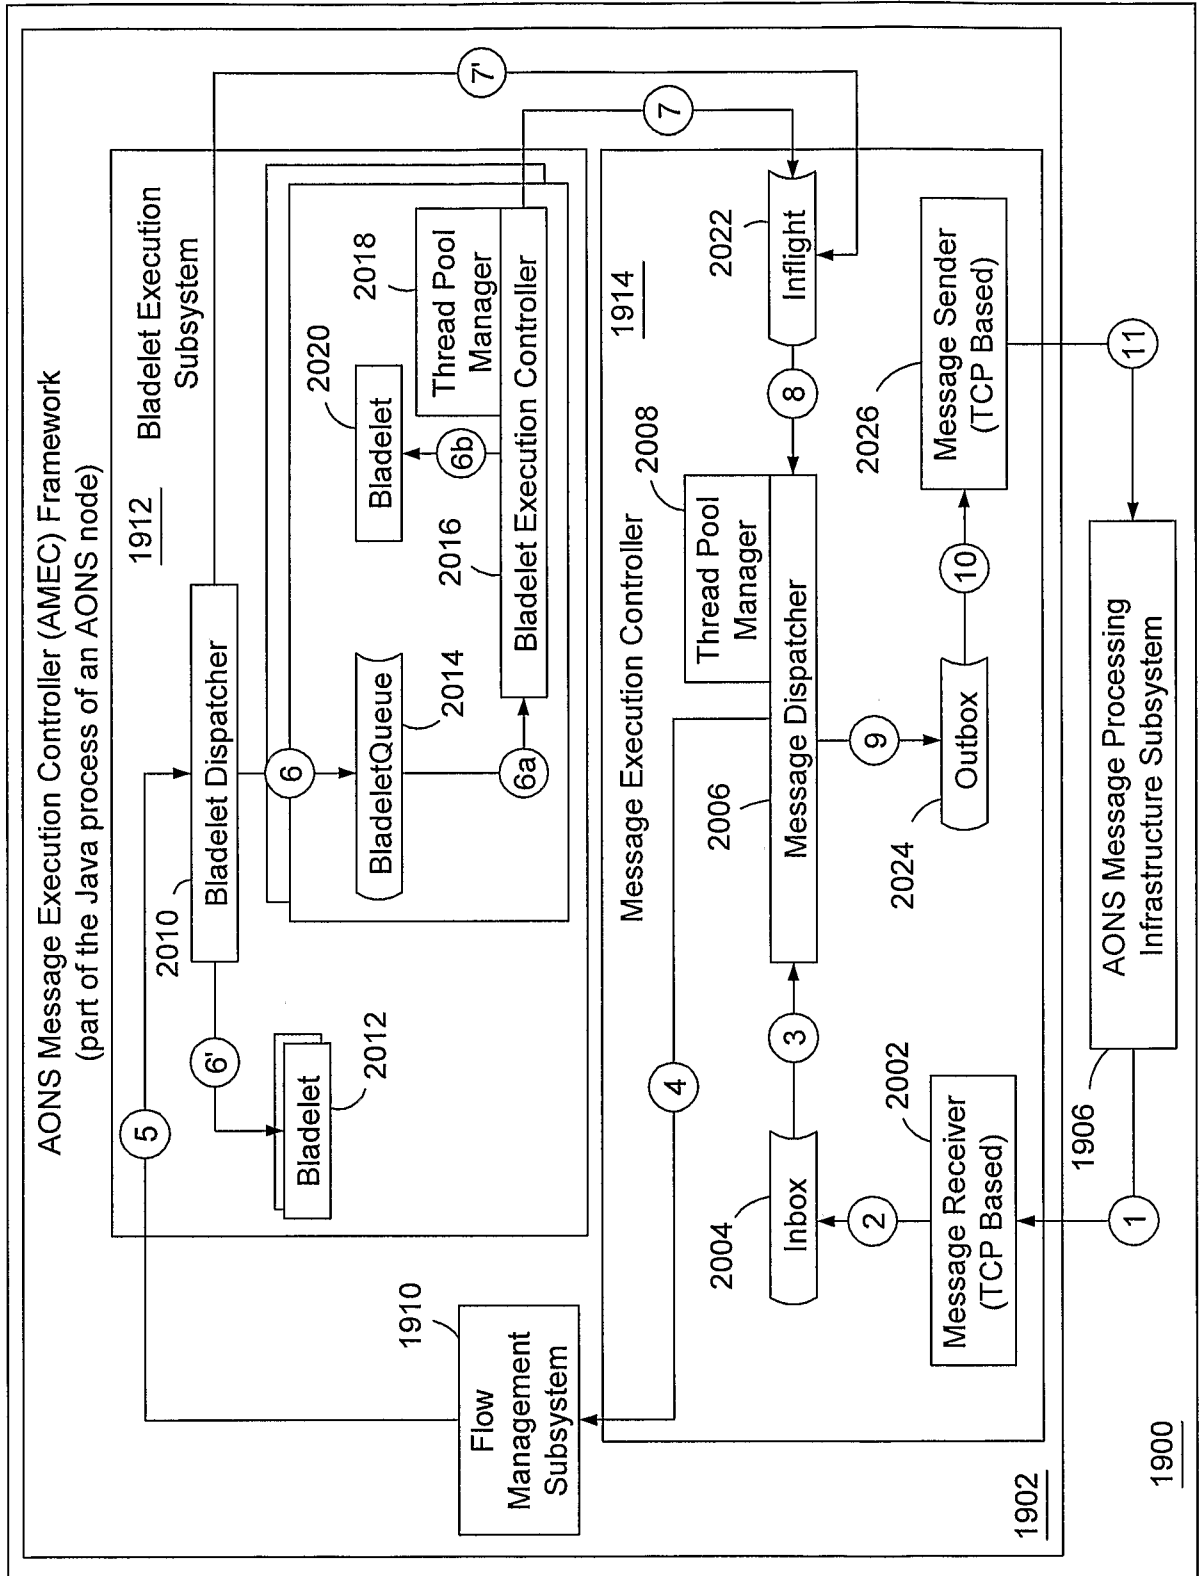 AONS Message Execution Controller (AMEC) Framework
(part of the Java process of an AONS node)
5
7'
1912
Bladelet Execution
Subsystem
2010
Bladelet Dispatcher
6'
6
Bladelet
2012
BladeletQueue
2014
6a
2020
Bladelet
6b
2018
Thread Pool
Manager
2016
Bladelet Execution Controller
7
1910
Flow
Management
Subsystem
4
Message Execution Controller
1914
2004
Inbox
3
2006
Message Dispatcher
2008
Thread Pool
Manager
8
2022
Inflight
2
9
2002
Message Receiver
(TCP Based)
2024
Outbox
10
2026
Message Sender
(TCP Based)
1902
1
1906
AONS Message Processing
Infrastructure Subsystem
11
1900